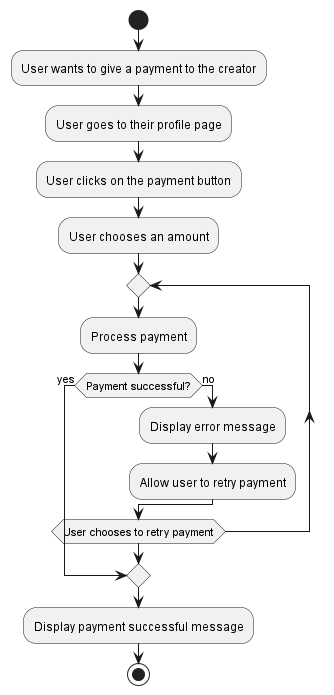 User wants to give a payment to the creator
User goes to their profile page
User clicks on the payment button
User chooses an amount
Process payment
yes
Payment successful?
no
Display error message
Allow user to retry payment
User chooses to retry payment
Display payment successful message